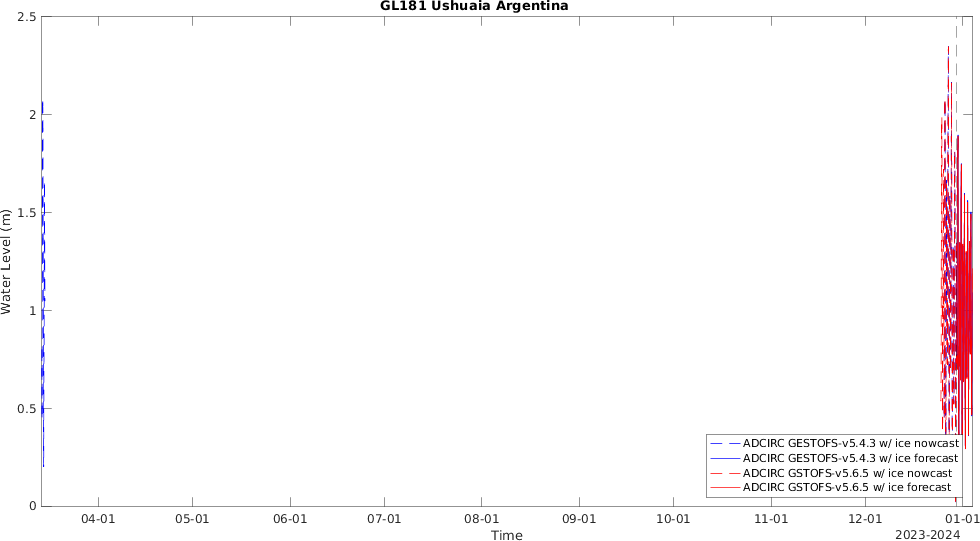 GL181 Ushuaia Argentina
2.5
2
1.5
1
0.5
0
Water Level (m)
04-01 05-01 06-01 07-01 08-01 09-01 10-01 11-01 12-01 01-01
Time
2023-2024
ADCIRC GESTOFS-v5.4.3 w/ ice nowcast
ADCIRC GESTOFS-v5.4.3 w/ ice forecast
ADCIRC GSTOFS-v5.6.5 w/ ice nowcast
ADCIRC GSTOFS-v5.6.5 w/ ice forecast